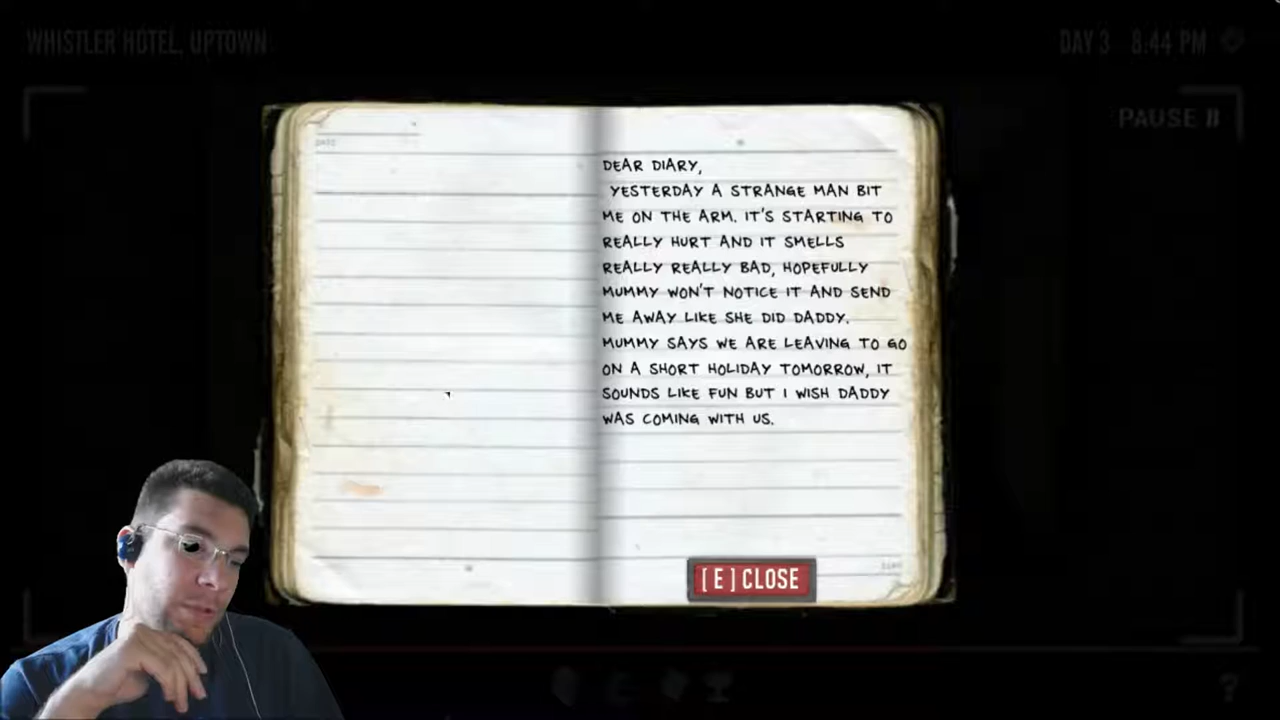 WHISTLER HOTEL, UPTOWN
DAY 3 8:44 PM
PAUSE II
DATE
DEAR DIARY,
YESTERDAY A STRANGE MAN BIT
ME ON THE ARM. IT'S STARTING TO
REALLY HURT AND IT SMELLS
REALLY REALLY BAD, HOPEFULLY
MUMMY WON'T NOTICE IT AND SEND
ME AWAY LIKE SHE DID DADDY.
MUMMY SAYS WE ARE LEAVING TO GO
ON A SHORT HOLIDAY TOMORROW, IT
SOUNDS LIKE FUN BUT I WISH DADDY
WAS COMING WITH US.
[E] CLOSE
?